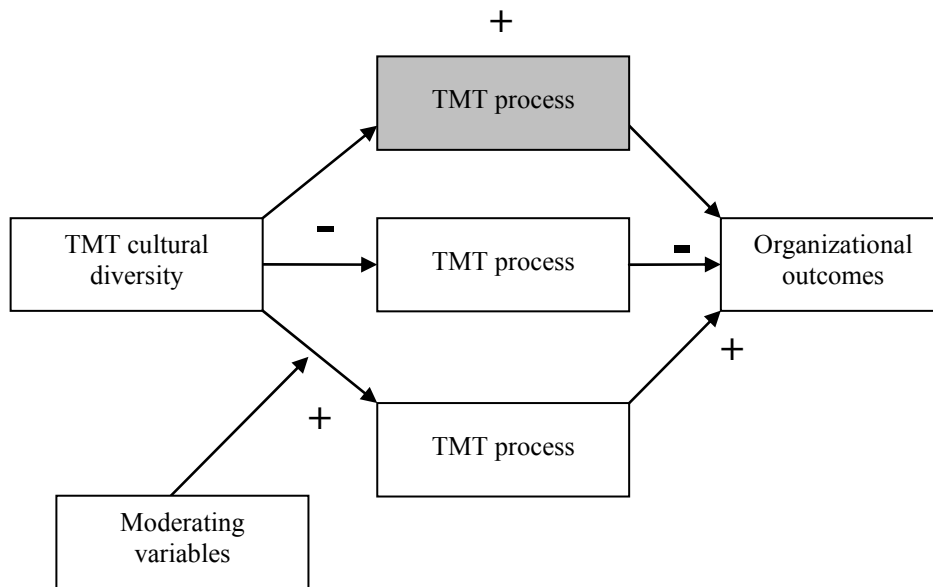 +
TMT process
TMT cultural
diversity
-
TMT process
-
Organizational
outcomes
+
+
TMT process
Moderating
variables